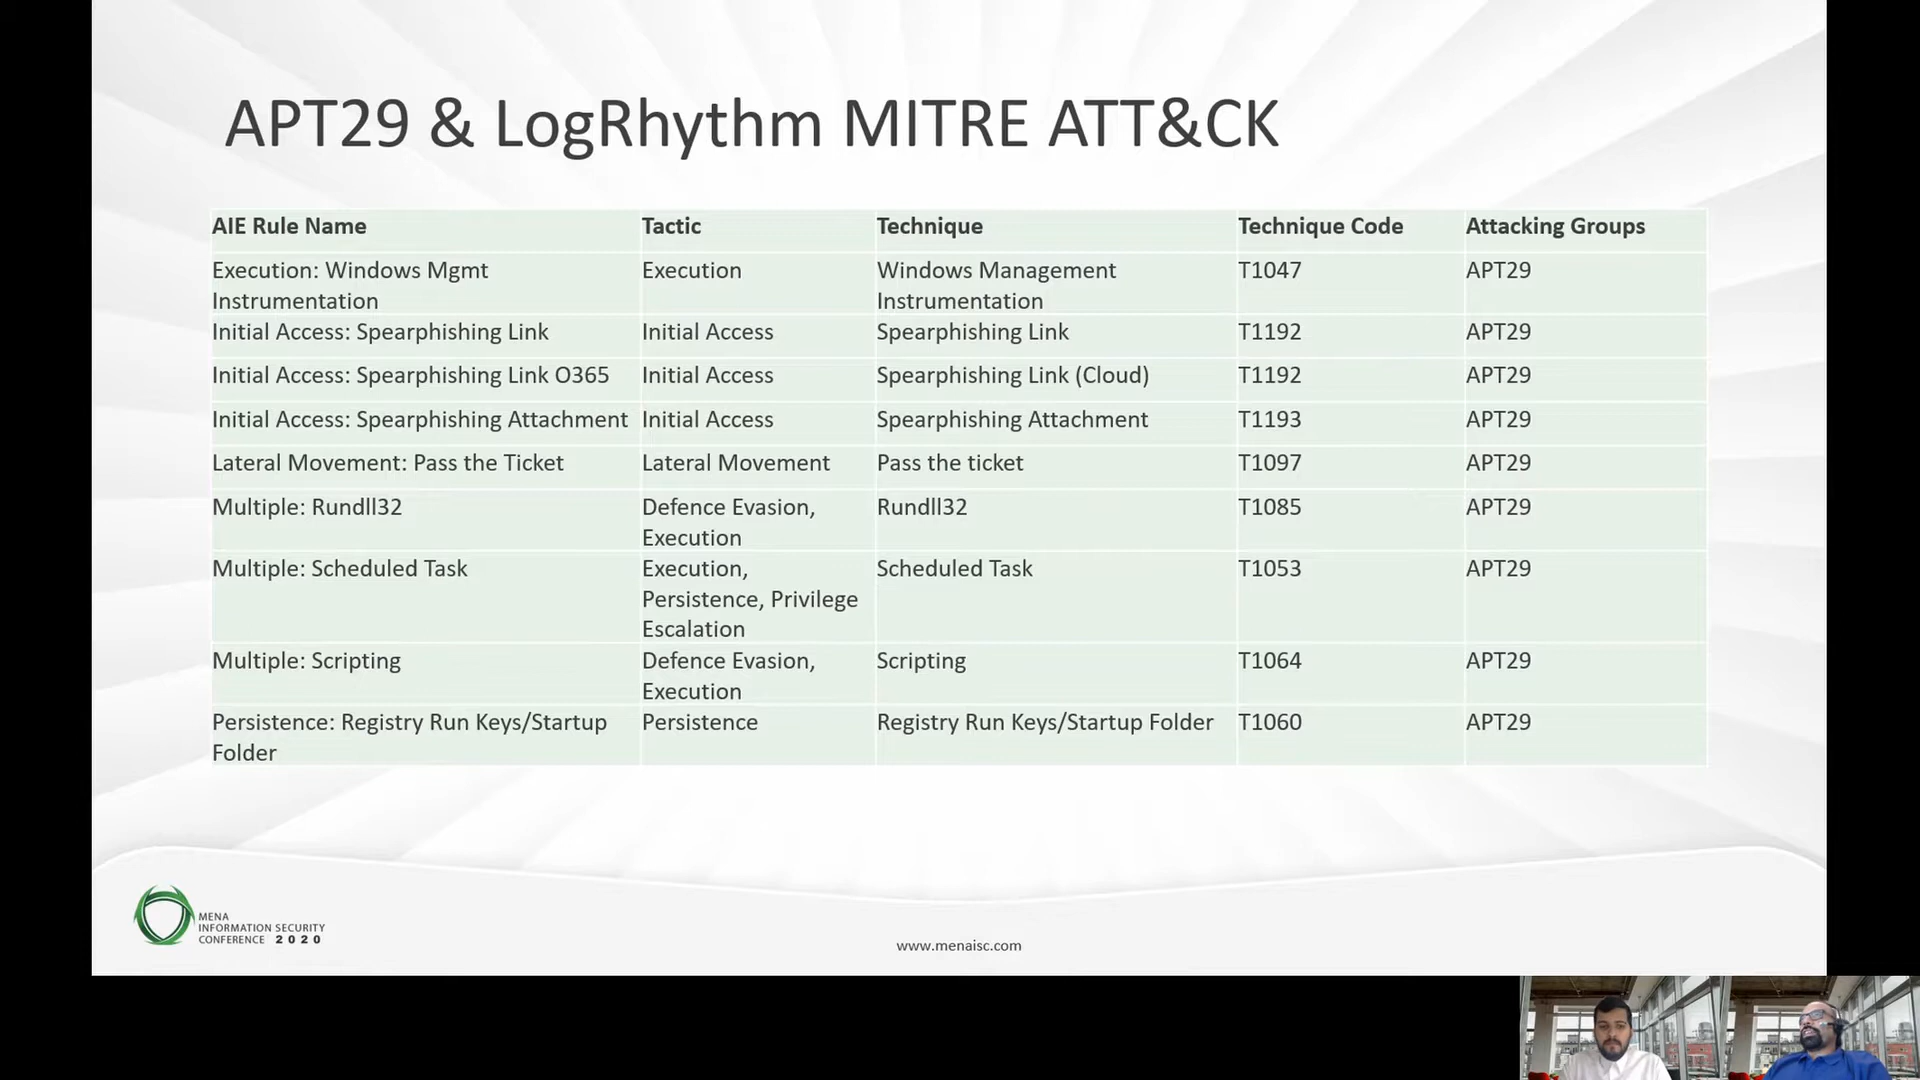 APT29 & LogRhythm MITRE ATT&CK
AIE Rule Name Tactic Technique Technique Code Attacking Groups
Execution: Windows Mgmt Execution Windows Management T1047 APT29
Instrumentation Instrumentation
Initial Access: Spearphishing Link Initial Access Spearphishing Link T1192 APT29
Initial Access: Spearphishing Link O365 Initial Access Spearphishing Link (Cloud) T1192 APT29
Initial Access: Spearphishing Attachment Initial Access Spearphishing Attachment T1193 APT29
Lateral Movement: Pass the Ticket Lateral Movement Pass the ticket T1097 APT29
Multiple: Rundll32 Defence Evasion, Rundll32 T1085 APT29
Execution
Multiple: Scheduled Task Execution, Scheduled Task T1053 APT29
Persistence, Privilege
Escalation
Multiple: Scripting Defence Evasion, Scripting T1064 APT29
Execution
Persistence: Registry Run Keys/Startup Persistence Registry Run Keys/Startup Folder T1060 APT29
Folder
MENA
INFORMATION SECURITY
CONFERENCE 2020
www.menaisc.com